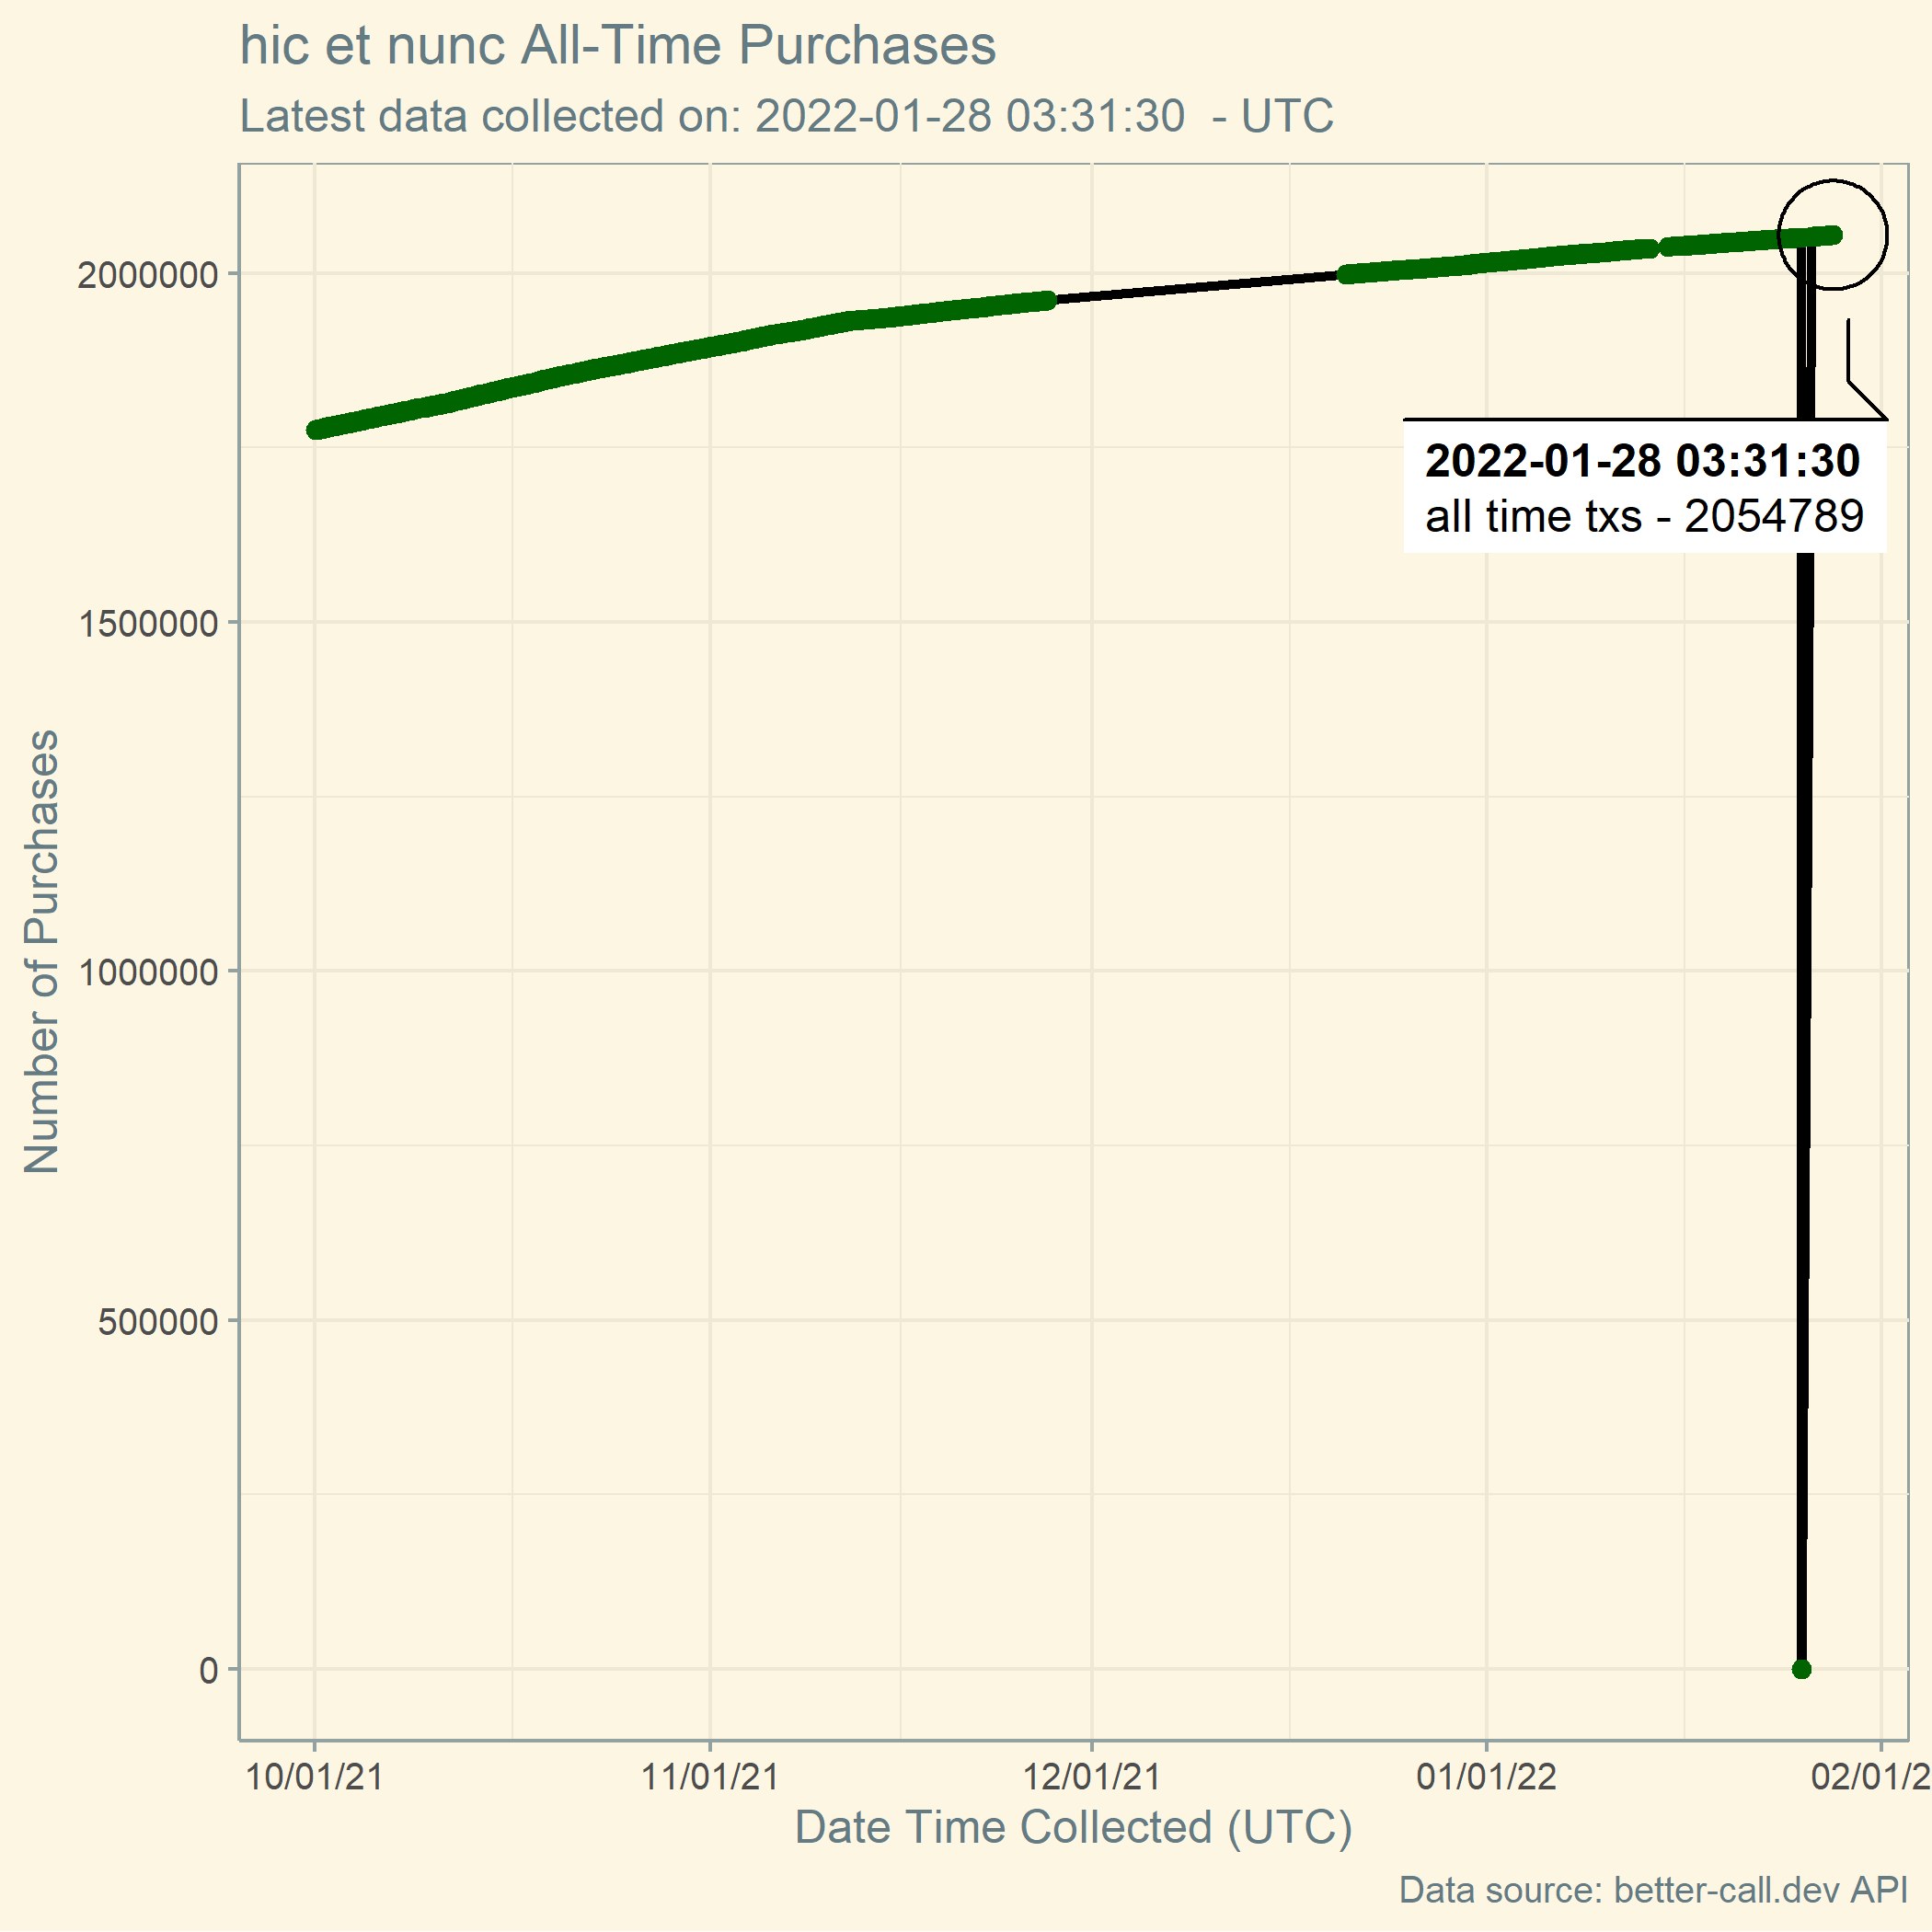 hic et nunc All-Time Purchases
Latest data collected on: 2022-01-28 03:31:30  - UTC
2022-01-28 03:31:30
all time txs - 2054789
Number of Purchases
2000000
1500000
1000000
500000
0
10/01/21 11/01/21 12/01/21 01/01/22 02/01/2
Date Time Collected (UTC)
Data source: better-call.dev API